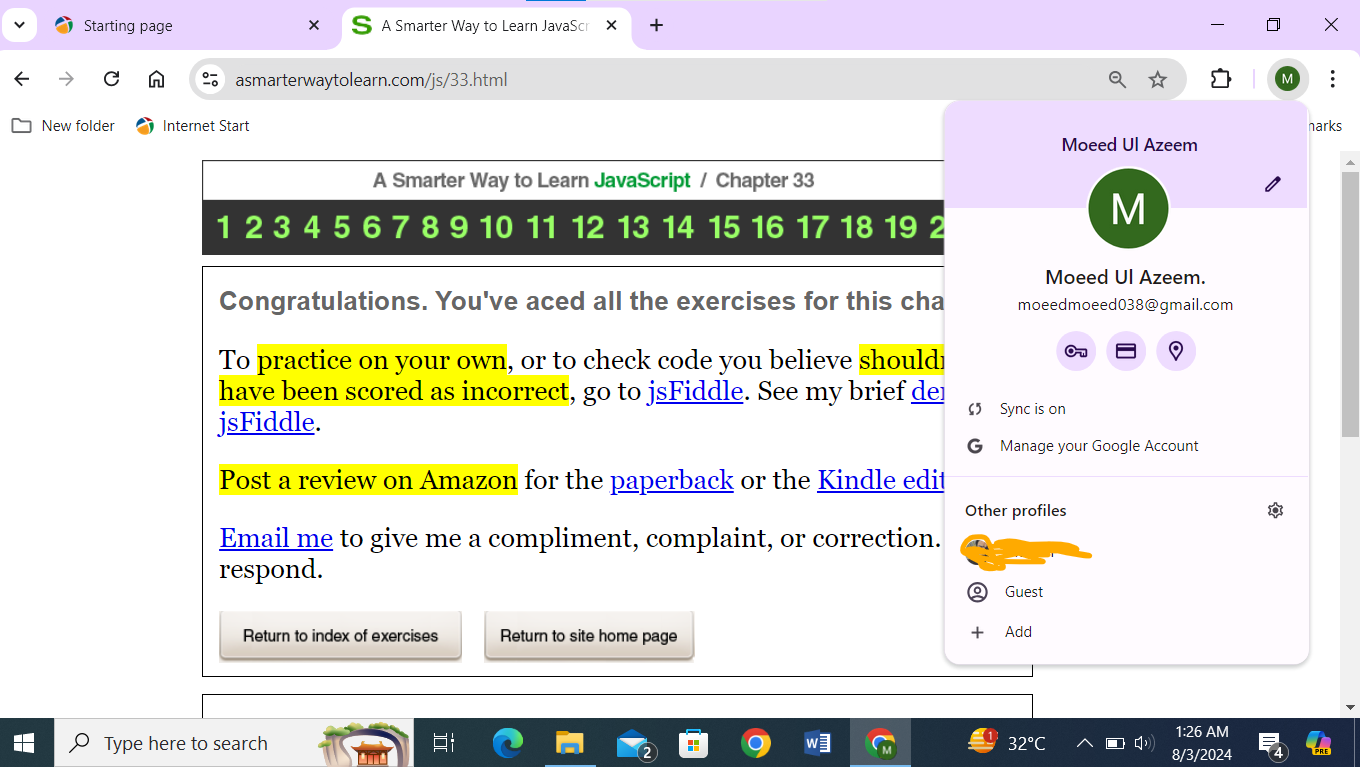 Starting page
A Smarter Way to Learn JavaScr
asmarterwaytolearn.com/js/33.html
M
New folder
Internet Start
A Smarter Way to Learn JavaScript / Chapter 33
1 2 3 4 5 6 7 8 9 10 11 12 13 14 15 16 17 18 19 2
Congratulations. You've aced all the exercises for this cha
To practice on your own, or to check code you believe
have been scored as incorrect, go to jsFiddle. See my brief
jsFiddle.
Post a review on Amazon for the paperback or the Kindle edit
Email me to give me a compliment, complaint, or correction.
respond.
Return to index of exercises
Return to site home page
Moeed Ul Azeem
M
Moeed Ul Azeem.
moeedmoeed038@gmail.com
Sync is on
Manage your Google Account
Other profiles
Guest
Add
Type here to search
2
M
1
32°C
1:26 AM
8/3/2024
4
PRE